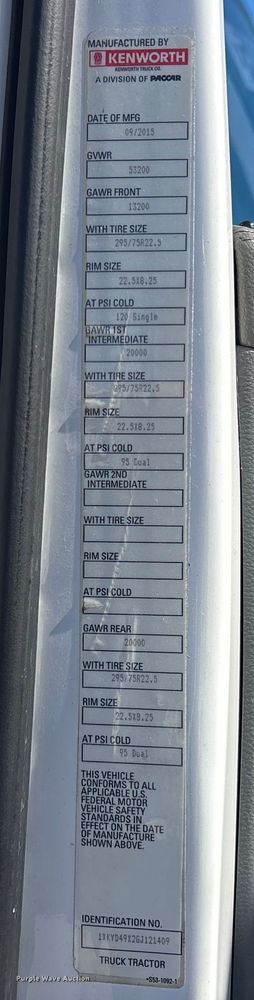 MANUFACTURED BY
KENWORTH
KENWORTH TRUCK CO.
A DIVISION OF PACCAR
DATE OF MFG
09/2015
GVWR
53200
GAWR FRONT
13200
WITH TIRE SIZE
295/75R22.5
RIM SIZE
22.5X8.25
AT PSI COLD
120 Single
GAWR 1ST
INTERMEDIATE
20000
WITH TIRE SIZE
295/75R22.5
RIM SIZE
22.5X8.25
AT PSI COLD
95 Dual
GAWR 2ND
INTERMEDIATE
WITH TIRE SIZE
RIM SIZE
AT PSI COLD
GAWR REAR
20000
WITH TIRE SIZE
295/75R22.5
RIM SIZE
22.5X8.25
AT PSI COLD
95 Dual
THIS VEHICLE
CONFORMS TO ALL
APPLICABLE U.S.
FEDERAL MOTOR
VEHICLE SAFETY
STANDARDS IN
EFFECT ON THE DATE
OF MANUFACTURE
SHOWN ABOVE.
IDENTIFICATION NO.
1XKYD49X2GJ121409
TRUCK TRACTOR
S53-1092-1
Purple Wave Auction